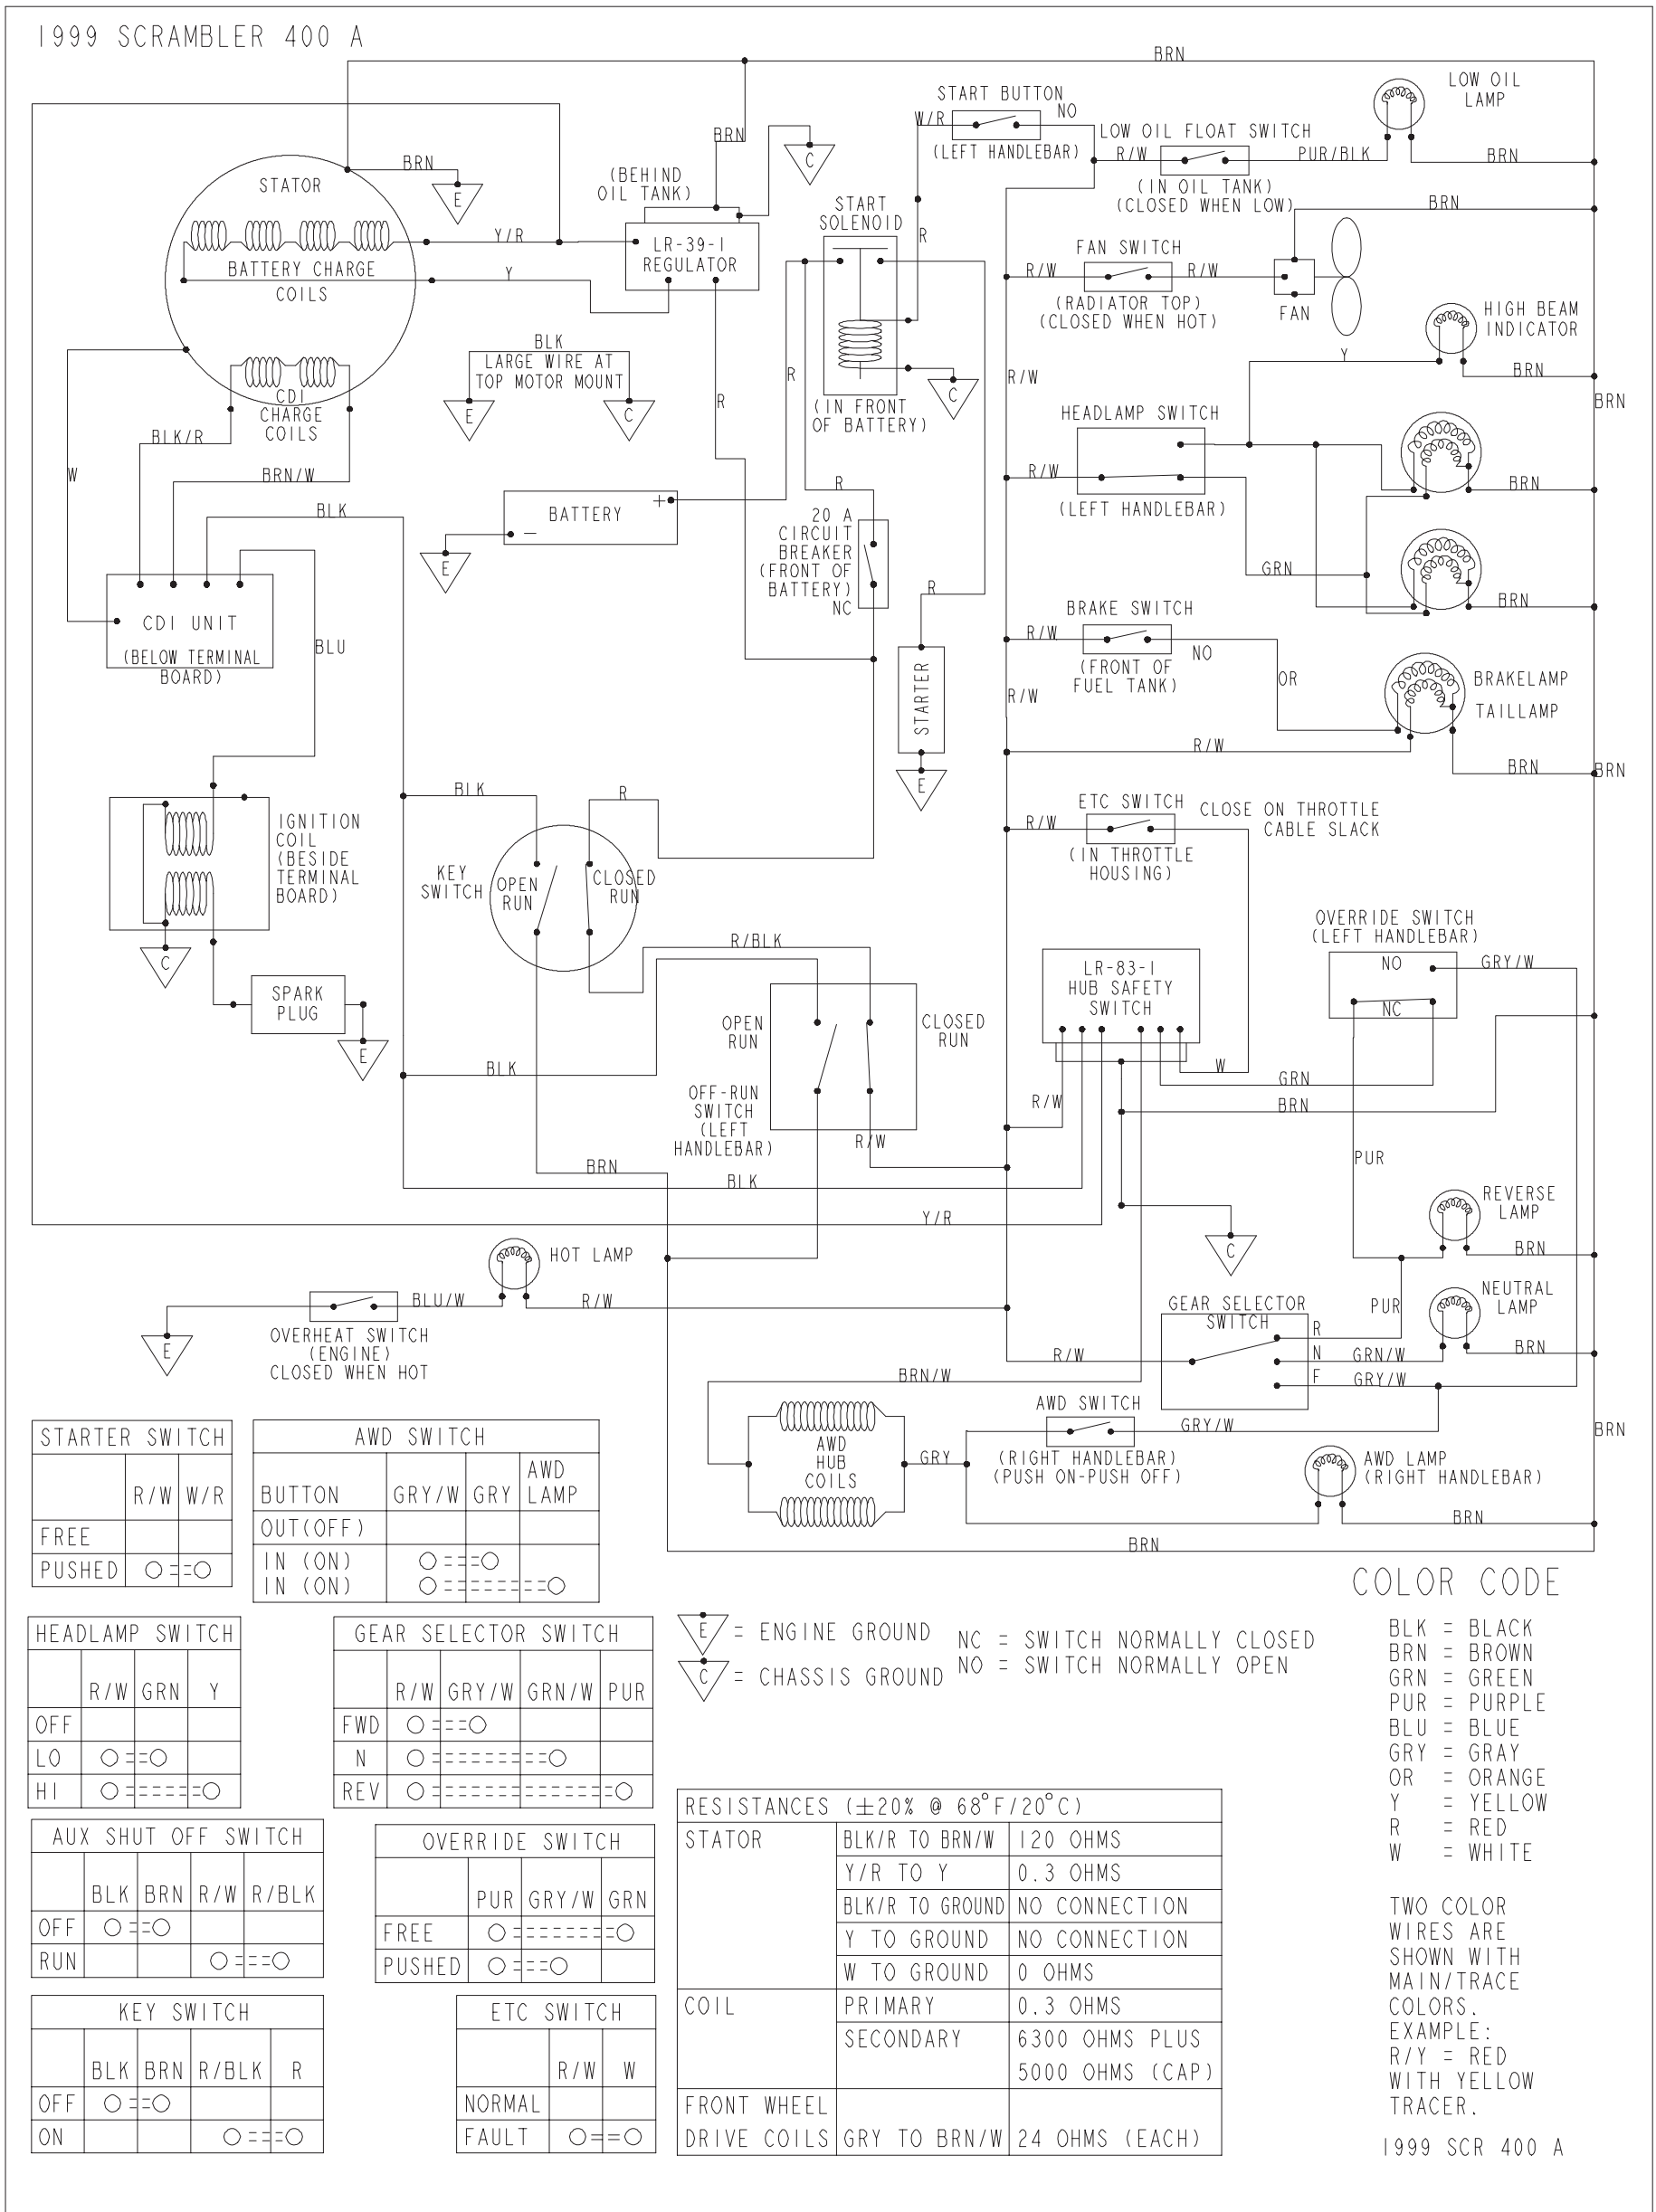 1999 SCRAMBLER 400 A
BRN
LOW OIL
LAMP
START BUTTON
NO
W/R
(LEFT HANDLEBAR)
LOW OIL FLOAT SWITCH
R/W
PUR/BLK
BRN
(IN OIL TANK)
(CLOSED WHEN LOW)
BRN
BRN
C
BRN
E
STATOR
(BEHIND
OIL TANK)
START
SOLENOID
R
Y/R
LR-39-1
REGULATOR
BATTERY CHARGE
COILS
Y
FAN SWITCH
R/W
R/W
(RADIATOR TOP)
(CLOSED WHEN HOT)
FAN
HIGH BEAM
INDICATOR
Y
BRN
BRN
BLK
LARGE WIRE AT
TOP MOTOR MOUNT
E
C
R
R
C
(IN FRONT
OF BATTERY)
R/W
CDI
CHARGE
COILS
BLK/R
BRN/W
W
HEADLAMP SWITCH
R/W
(LEFT HANDLEBAR)
BRN
BLK
BATTERY
+
-
E
R
20 A
CIRCUIT
BREAKER
(FRONT OF
BATTERY)
NC
R
GRN
BRN
CDI UNIT
(BELOW TERMINAL
BOARD)
BLU
BRAKE SWITCH
R/W
NO
(FRONT OF
FUEL TANK)
OR
R/W
BRAKELAMP
TAILLAMP
R/W
BRN
BRN
STARTER
E
BLK
R
IGNITION
COIL
(BESIDE
TERMINAL
BOARD)
C
KEY
SWITCH
OPEN
RUN
CLOSED
RUN
ETC SWITCH
CLOSE ON THROTTLE
CABLE SLACK
R/W
(IN THROTTLE
HOUSING)
OVERRIDE SWITCH
(LEFT HANDLEBAR)
NO
GRY/W
NC
R/BLK
LR-83-1
HUB SAFETY
SWITCH
SPARK
PLUG
E
OPEN
RUN
CLOSED
RUN
BLK
OFF-RUN
SWITCH
(LEFT
HANDLEBAR)
R/W
R/W
W
GRN
BRN
PUR
BRN
BLK
Y/R
C
REVERSE
LAMP
BRN
HOT LAMP
BLU/W
R/W
E
OVERHEAT SWITCH
(ENGINE)
CLOSED WHEN HOT
GEAR SELECTOR
SWITCH
PUR
NEUTRAL
LAMP
R
N
F
R/W
GRN/W
GRY/W
BRN
BRN/W
AWD SWITCH
GRY/W
AWD
HUB
COILS
GRY
(RIGHT HANDLEBAR)
(PUSH ON-PUSH OFF)
AWD LAMP
(RIGHT HANDLEBAR)
BRN
BRN
BRN
STARTER SWITCH
R/W W/R
FREE
PUSHED
AWD SWITCH
BUTTON GRY/W GRY AWD LAMP
OUT(OFF)
IN (ON)
IN (ON)
HEADLAMP SWITCH
R/W GRN Y
OFF
LO
HI
GEAR SELECTOR SWITCH
R/W GRY/W GRN/W PUR
FWD
N
REV
E = ENGINE GROUND
C = CHASSIS GROUND
NC = SWITCH NORMALLY CLOSED
NO = SWITCH NORMALLY OPEN
AUX SHUT OFF SWITCH
BLK BRN R/W R/BLK
OFF
RUN
OVERRIDE SWITCH
PUR GRY/W GRN
FREE
PUSHED
KEY SWITCH
BLK BRN R/BLK R
OFF
ON
ETC SWITCH
R/W W
NORMAL
FAULT
RESISTANCES (±20% @ 68°F/20°C)
STATOR BLK/R TO BRN/W 120 OHMS
Y/R TO Y 0.3 OHMS
BLK/R TO GROUND NO CONNECTION
Y TO GROUND NO CONNECTION
W TO GROUND 0 OHMS
COIL PRIMARY 0.3 OHMS
SECONDARY 6300 OHMS PLUS
5000 OHMS (CAP)
FRONT WHEEL
DRIVE COILS GRY TO BRN/W 24 OHMS (EACH)
COLOR CODE
BLK = BLACK
BRN = BROWN
GRN = GREEN
PUR = PURPLE
BLU = BLUE
GRY = GRAY
OR = ORANGE
Y = YELLOW
R = RED
W = WHITE
TWO COLOR
WIRES ARE
SHOWN WITH
MAIN/TRACE
COLORS.
EXAMPLE:
R/Y = RED
WITH YELLOW
TRACER.
1999 SCR 400 A